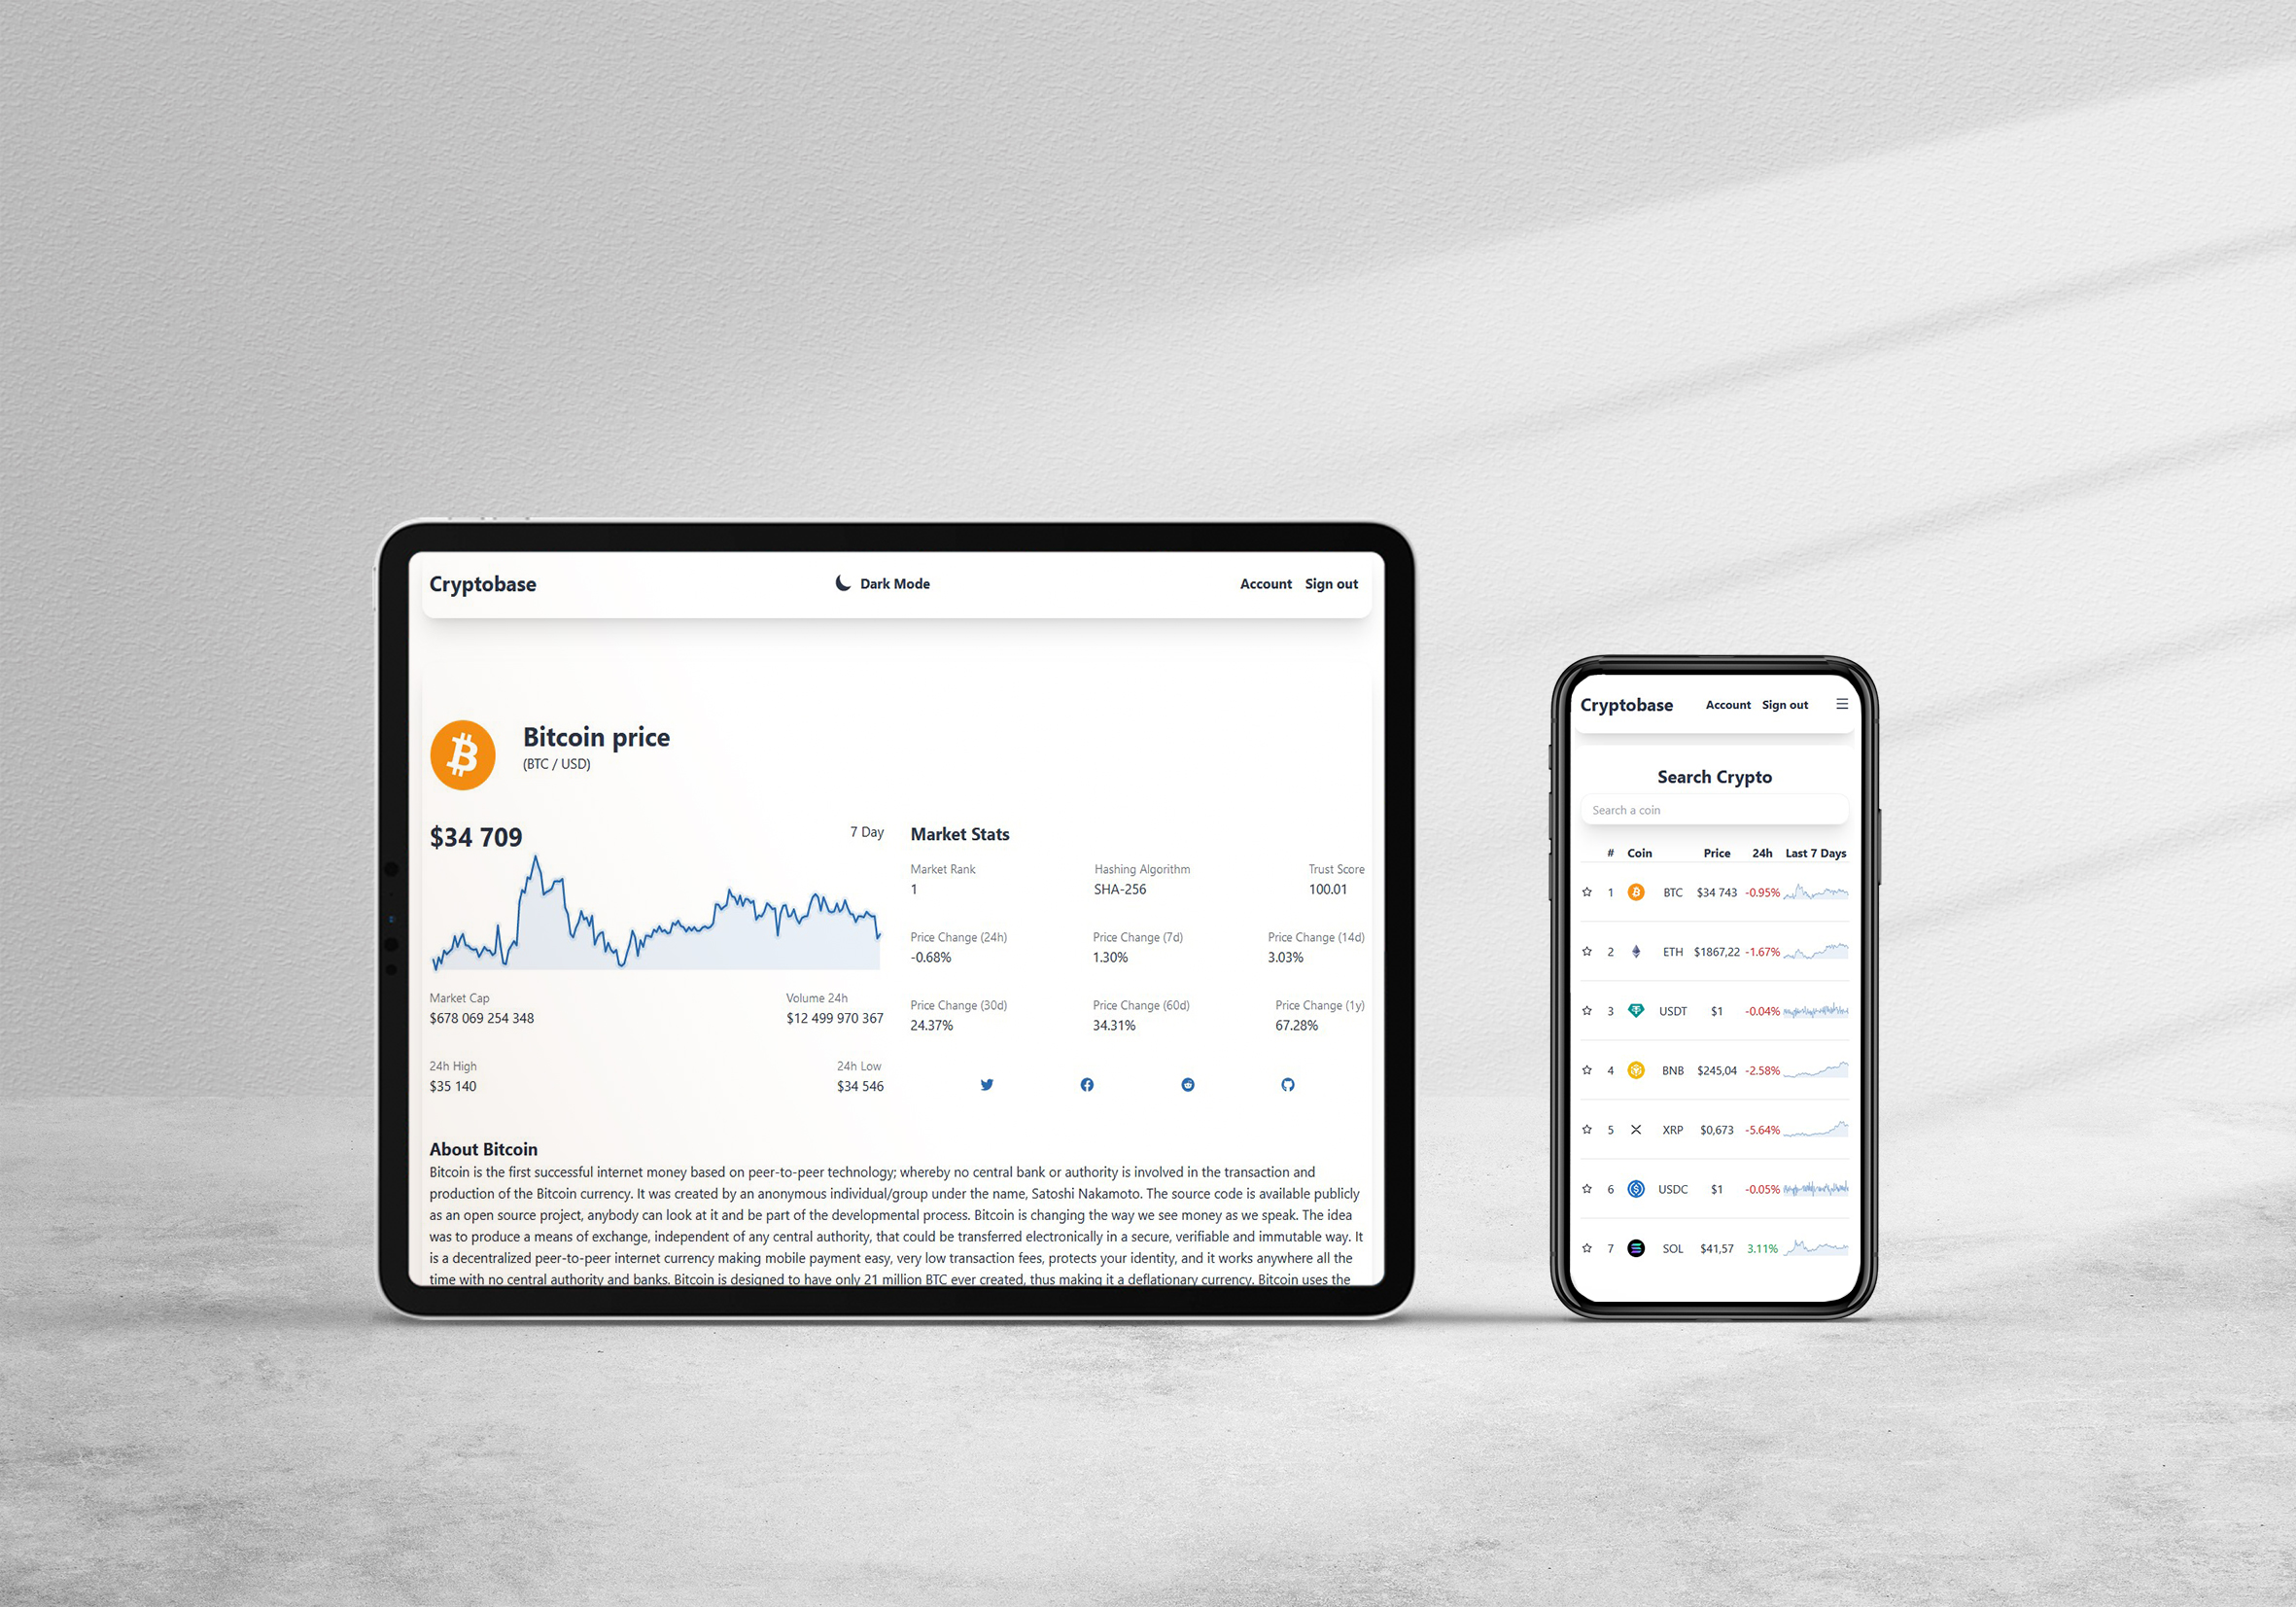 Cryptobase
Dark Mode
Account Sign out
Bitcoin price
(BTC / USD)
$34 709
7 Day
Market Cap
$678 069 254 348
Volume 24h
$12 499 970 367
24h High
$35 140
24h Low
$34 546
Market Stats
Market Rank
1
Hashing Algorithm
SHA-256
Trust Score
100.01
Price Change (24h)
-0.68%
Price Change (7d)
1.30%
Price Change (14d)
3.03%
Price Change (30d)
24.37%
Price Change (60d)
34.31%
Price Change (1y)
67.28%
About Bitcoin
Bitcoin is the first successful internet money based on peer-to-peer technology; whereby no central bank or authority is involved in the transaction and
production of the Bitcoin currency. It was created by an anonymous individual/group under the name, Satoshi Nakamoto. The source code is available publicly
as an open source project, anybody can look at it and be part of the developmental process. Bitcoin is changing the way we see money as we speak. The idea
was to produce a means of exchange, independent of any central authority, that could be transferred electronically in a secure, verifiable and immutable way. It
is a decentralized peer-to-peer internet currency making mobile payment easy, very low transaction fees, protects your identity, and it works anywhere all the
time with no central authority and banks. Bitcoin is designed to have only 21 million BTC ever created, thus making it a deflationary currency. Bitcoin uses the
Cryptobase Account Sign out
Search Crypto
Search a coin
# Coin Price 24h Last 7 Days
1 BTC $34 743 -0.95%
2 ETH $1867,22 -1.67%
3 USDT $1 -0.04%
4 BNB $245,04 -2.58%
5 XRP $0,673 -5.64%
6 USDC $1 -0.05%
7 SOL $41,57 3.11%